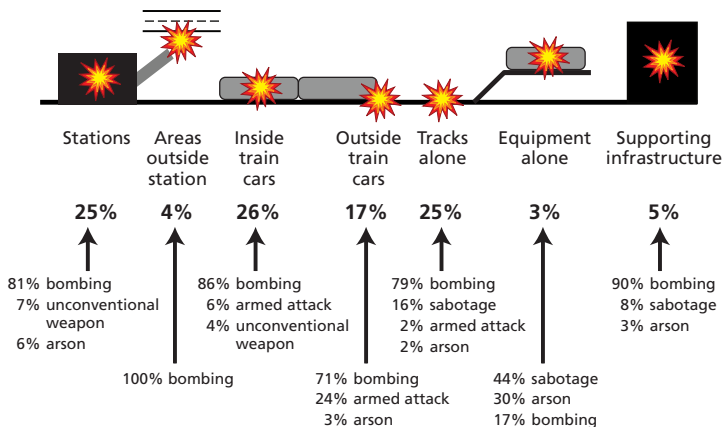 Stations
Areas
outside
station
Inside
train
cars
Outside
train
cars
Tracks
alone
Equipment
alone
Supporting
infrastructure
25%
4%
26%
17%
25%
3%
5%
81% bombing
7% unconventional
weapon
6% arson
100% bombing
86% bombing
6% armed attack
4% unconventional
weapon
71% bombing
24% armed attack
3% arson
79% bombing
16% sabotage
2% armed attack
2% arson
44% sabotage
30% arson
17% bombing
90% bombing
8% sabotage
3% arson